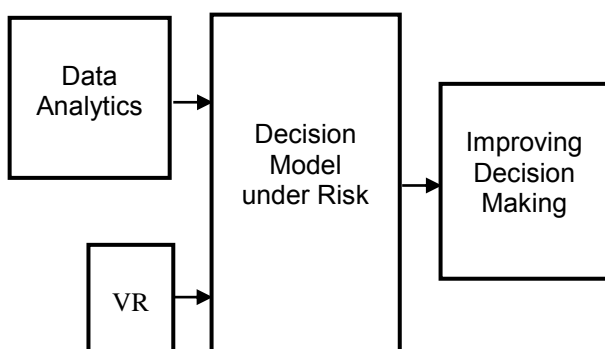 Data
Analytics
Decision
Model
under Risk
Improving
Decision
Making
VR